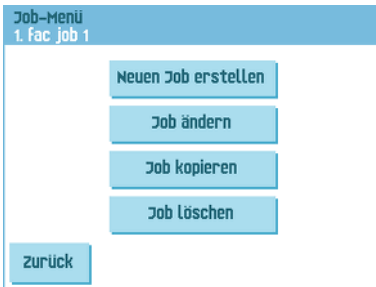 Job-Menü
1. Fac job 1
Neuen Job erstellen
Job ändern
Job kopieren
Job löschen
Zurück